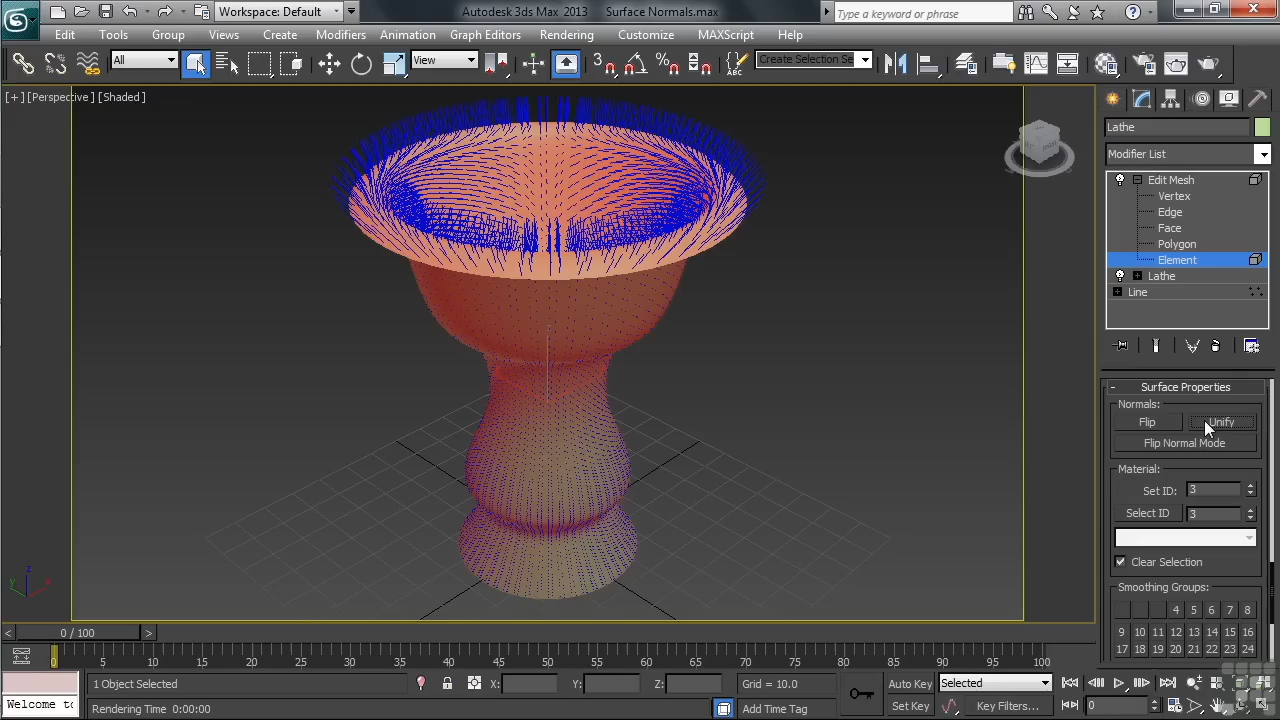 Workspace: Default
Autodesk 3ds Max 2013 Surface Normals.max
Type a keyword or phrase
Edit Tools Group Views Create Modifiers Animation Graph Editors Rendering Customize MAXScript Help
All
View
3
Create Selection Se
[+] [Perspective] [Shaded]
Lathe
Modifier List
Edit Mesh
Vertex
Edge
Face
Polygon
Element
Lathe
Line
- Surface Properties
Normals:
Flip Unify
Flip Normal Mode
Material:
Set ID: 3
Select ID 3
Clear Selection
Smoothing Groups:
4 5 6 7 8
9 10 11 12 13 14 15 16
17 18 19 20 21 22 23 24
z
y x
< 0 / 100 >
0 5 10 15 20 25 30 35 40 45 50 55 60 65 70 75 80 85 90 95 100
1 Object Selected X: Y: Z: Grid = 10.0 Auto Key Selected
Welcome to Rendering Time 0:00:00 Add Time Tag Set Key Key Filters... 0